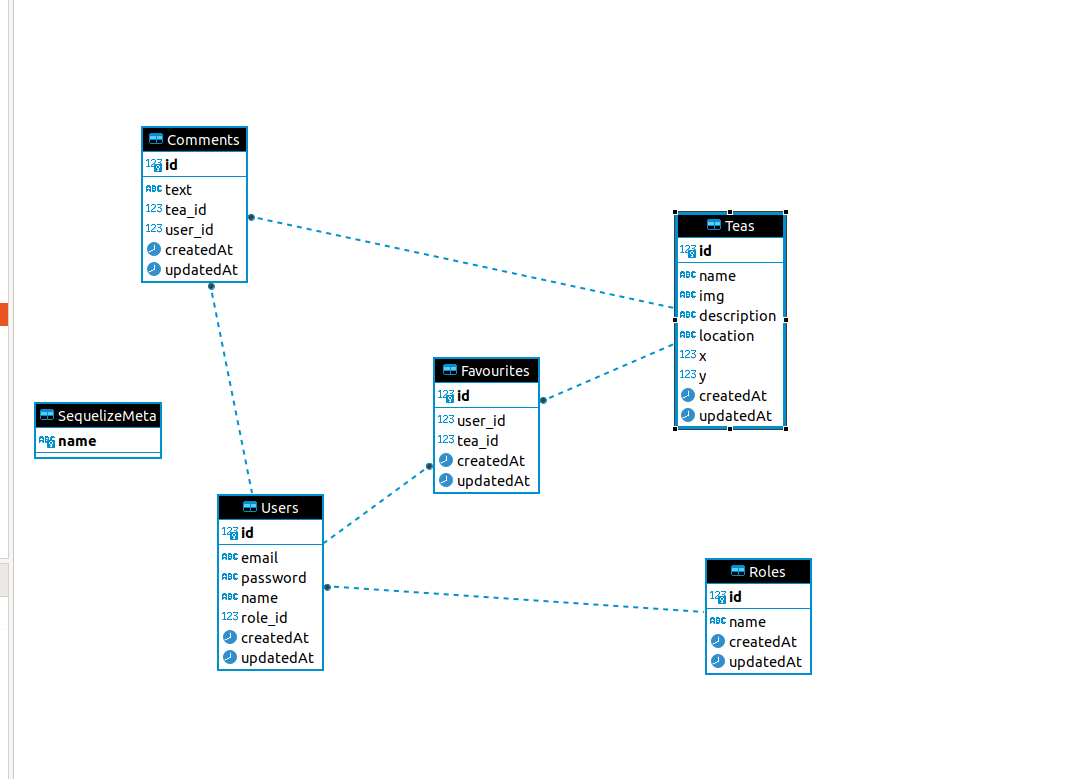 Comments
123 id
ABC text
123 tea_id
123 user_id
createdAt
updatedAt
Teas
123 id
ABC name
ABC img
ABC description
ABC location
123 x
123 y
createdAt
updatedAt
Favourites
123 id
123 user_id
123 tea_id
createdAt
updatedAt
SequelizeMeta
ABC name
Users
123 id
ABC email
ABC password
ABC name
123 role_id
createdAt
updatedAt
Roles
123 id
ABC name
createdAt
updatedAt